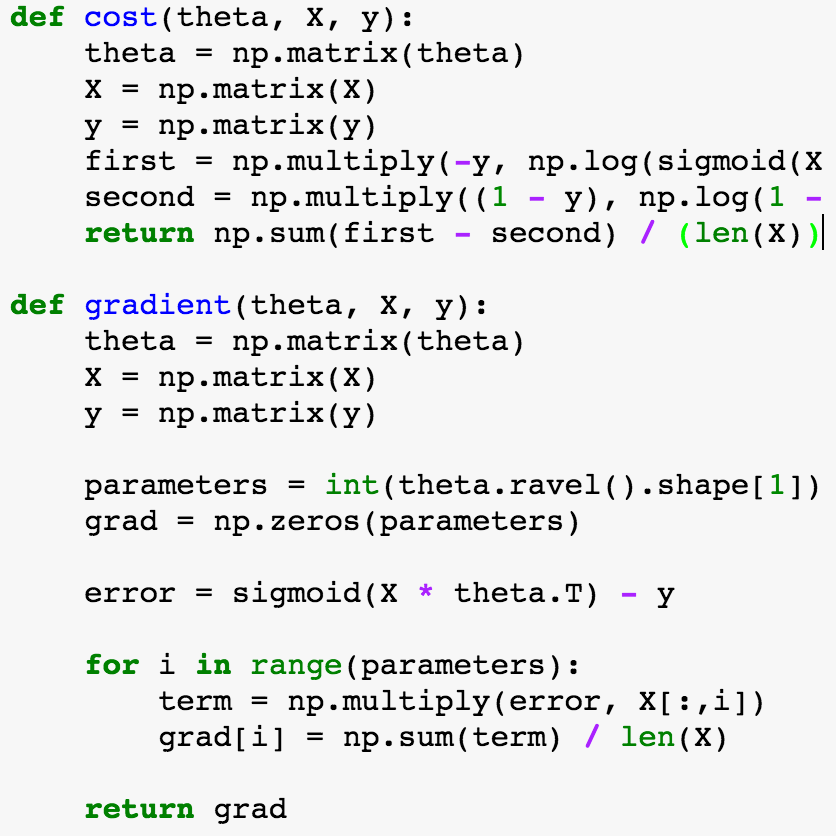 def cost(theta, X, y):
    theta = np.matrix(theta)
    X = np.matrix(X)
    y = np.matrix(y)
    first = np.multiply(-y, np.log(sigmoid(X
    second = np.multiply((1 - y), np.log(1 -
    return np.sum(first - second) / (len(X))
def gradient(theta, X, y):
    theta = np.matrix(theta)
    X = np.matrix(X)
    y = np.matrix(y)
    parameters = int(theta.ravel().shape[1])
    grad = np.zeros(parameters)
    error = sigmoid(X * theta.T) - y
    for i in range(parameters):
        term = np.multiply(error, X[:,i])
        grad[i] = np.sum(term) / len(X)
    return grad